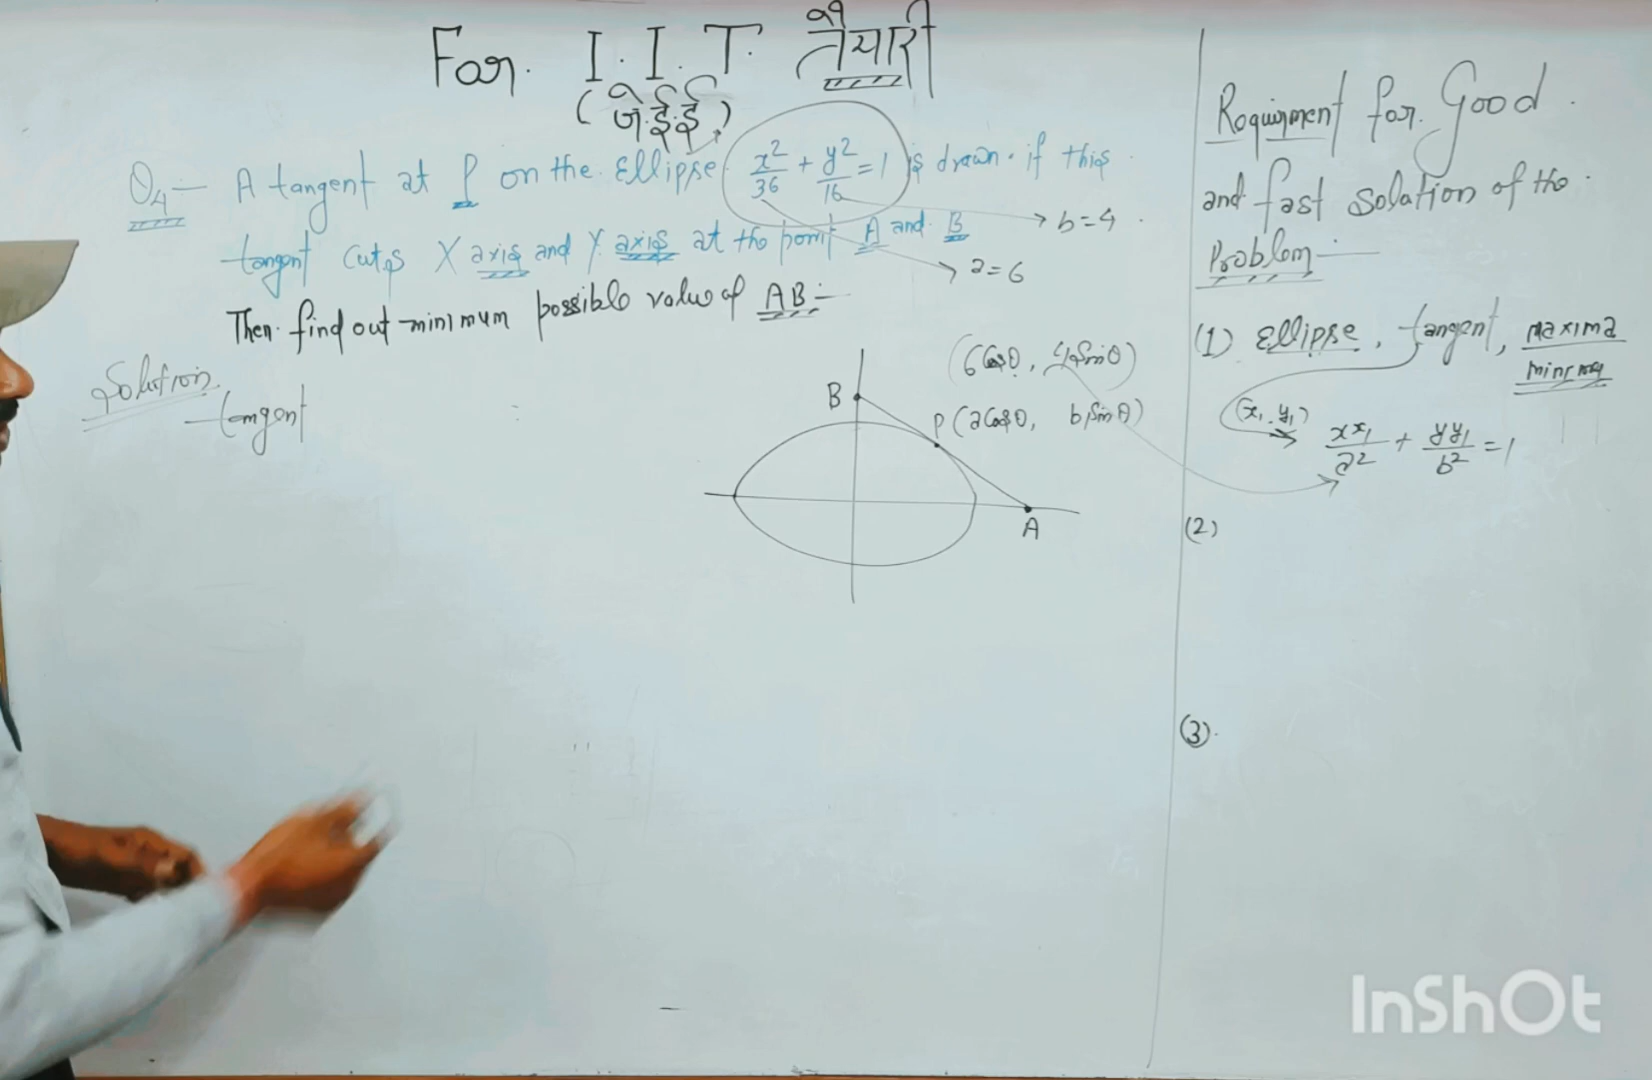 For. I. I. T. की तैयारी
(जे.ई.ई.)
Q4 — A tangent at P on the Ellipse x²/36 + y²/16 = 1 is drawn. if this
tangent cuts X axis and Y axis at the point A and B
→ b=4
→ a=6
Then find out minimum possible value of AB:-
Solution.
tangent
(6Cosθ, 4Sinθ)
B
P(aCosθ, bSinθ)
A
Requirment for Good
and fast Solution of the
Problem:—
(1) Ellipse, tangent, Maxima
minima
(x₁, y₁)
xx₁/a² + yy₁/b² = 1
(2)
(3).
InShOt